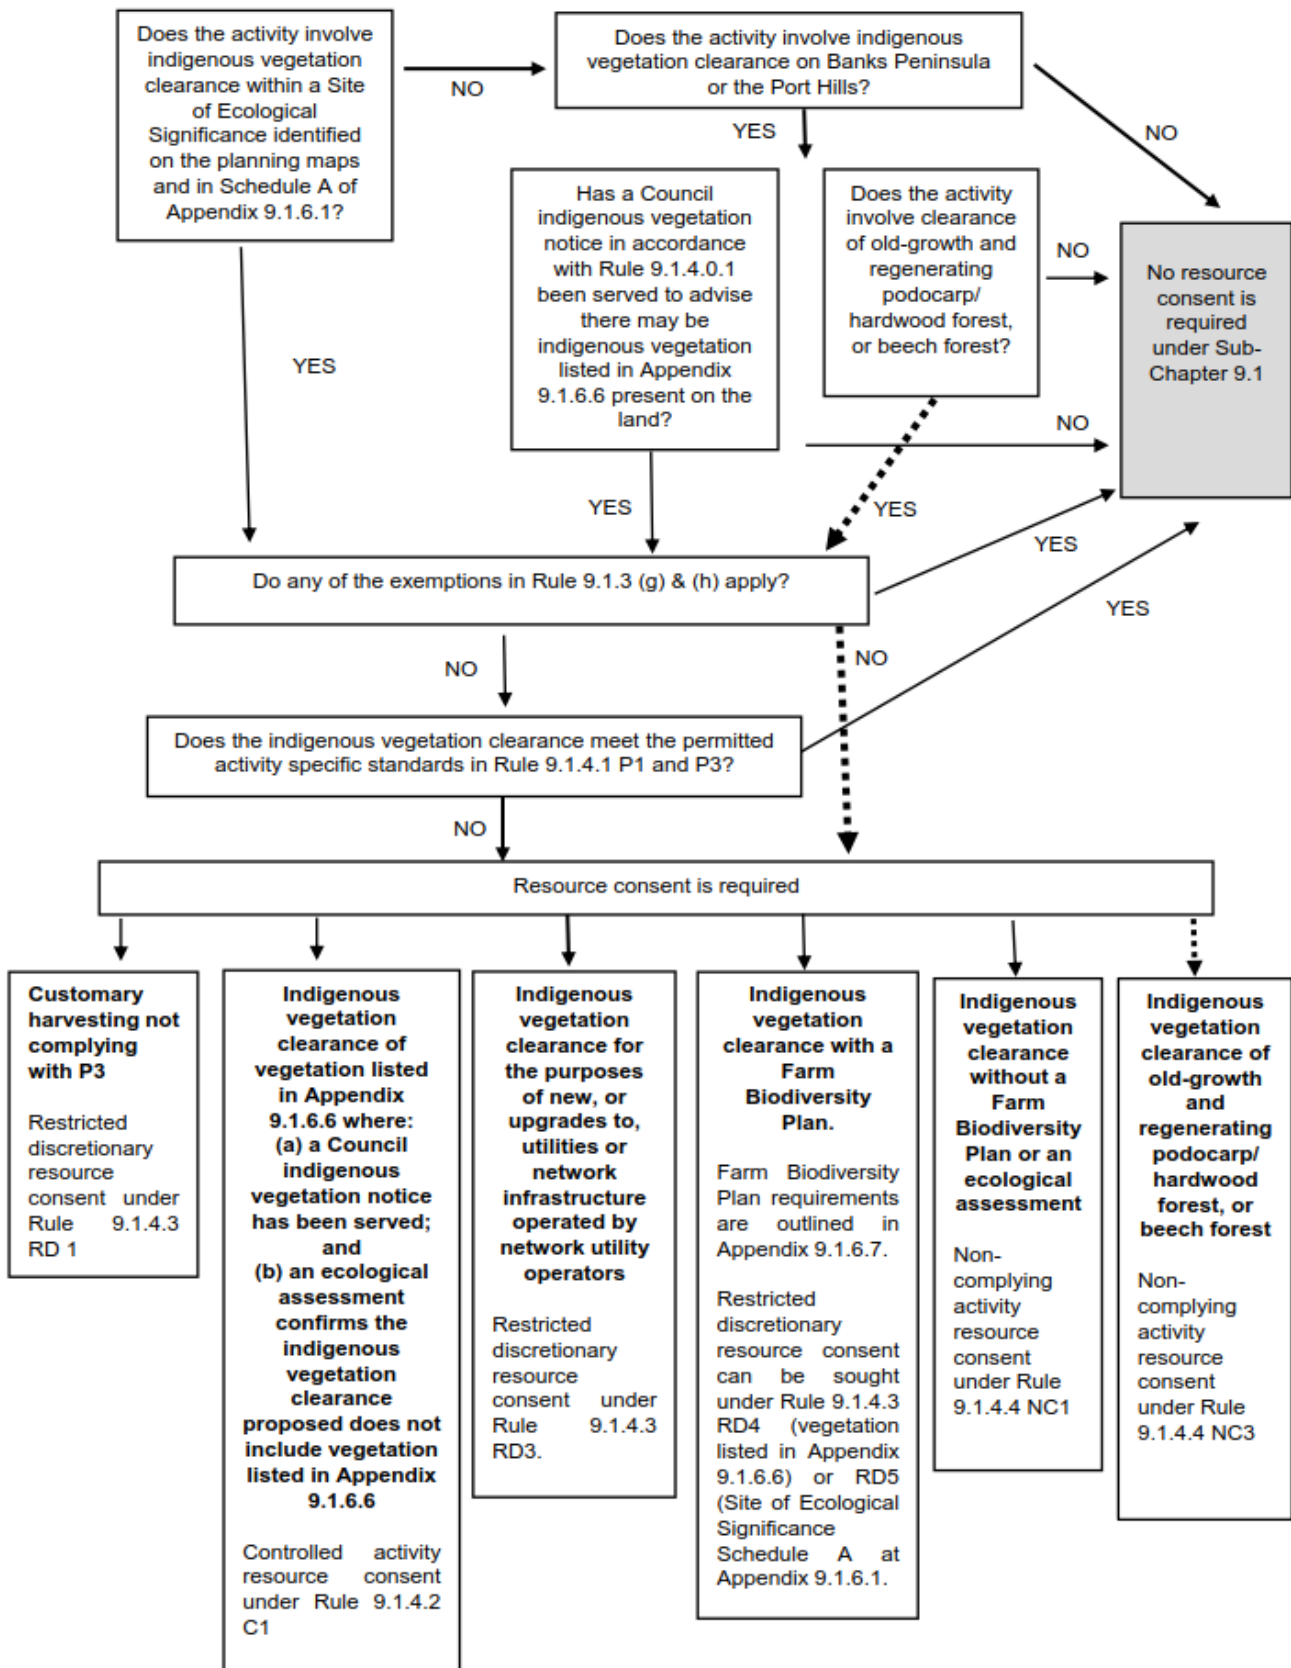 Does the activity involve
indigenous vegetation
clearance within a Site
of Ecological
Significance identified
on the planning maps
and in Schedule A of
Appendix 9.1.6.1?
NO
Does the activity involve indigenous
vegetation clearance on Banks Peninsula
or the Port Hills?
YES
NO
Has a Council
indigenous vegetation
notice in accordance
with Rule 9.1.4.0.1
been served to advise
there may be
indigenous vegetation
listed in Appendix
9.1.6.6 present on the
land?
Does the activity
involve clearance
of old-growth and
regenerating
podocarp/
hardwood forest,
or beech forest?
NO
No resource
consent is
required
under Sub-
Chapter 9.1
YES
NO
YES
YES
YES
Do any of the exemptions in Rule 9.1.3 (g) & (h) apply?
YES
NO
NO
Does the indigenous vegetation clearance meet the permitted
activity specific standards in Rule 9.1.4.1 P1 and P3?
NO
Resource consent is required
Customary
harvesting not
complying
with P3
Restricted
discretionary
resource
consent under
Rule 9.1.4.3
RD 1
Indigenous
vegetation
clearance of
vegetation listed
in Appendix
9.1.6.6 where:
(a) a Council
indigenous
vegetation notice
has been served;
and
(b) an ecological
assessment
confirms the
indigenous
vegetation
clearance
proposed does not
include vegetation
listed in Appendix
9.1.6.6
Controlled activity
resource consent
under Rule 9.1.4.2
C1
Indigenous
vegetation
clearance for
the purposes
of new, or
upgrades to,
utilities or
network
infrastructure
operated by
network utility
operators
Restricted
discretionary
resource
consent under
Rule 9.1.4.3
RD3.
Indigenous
vegetation
clearance with a
Farm
Biodiversity
Plan.
Farm Biodiversity
Plan requirements
are outlined in
Appendix 9.1.6.7.
Restricted
discretionary
resource consent
can be sought
under Rule 9.1.4.3
RD4 (vegetation
listed in Appendix
9.1.6.6) or RD5
(Site of Ecological
Significance
Schedule A at
Appendix 9.1.6.1.
Indigenous
vegetation
clearance
without a
Farm
Biodiversity
Plan or an
ecological
assessment
Non-
complying
activity
resource
consent
under Rule
9.1.4.4 NC1
Indigenous
vegetation
clearance of
old-growth
and
regenerating
podocarp/
hardwood
forest, or
beech forest
Non-
complying
activity
resource
consent
under Rule
9.1.4.4 NC3